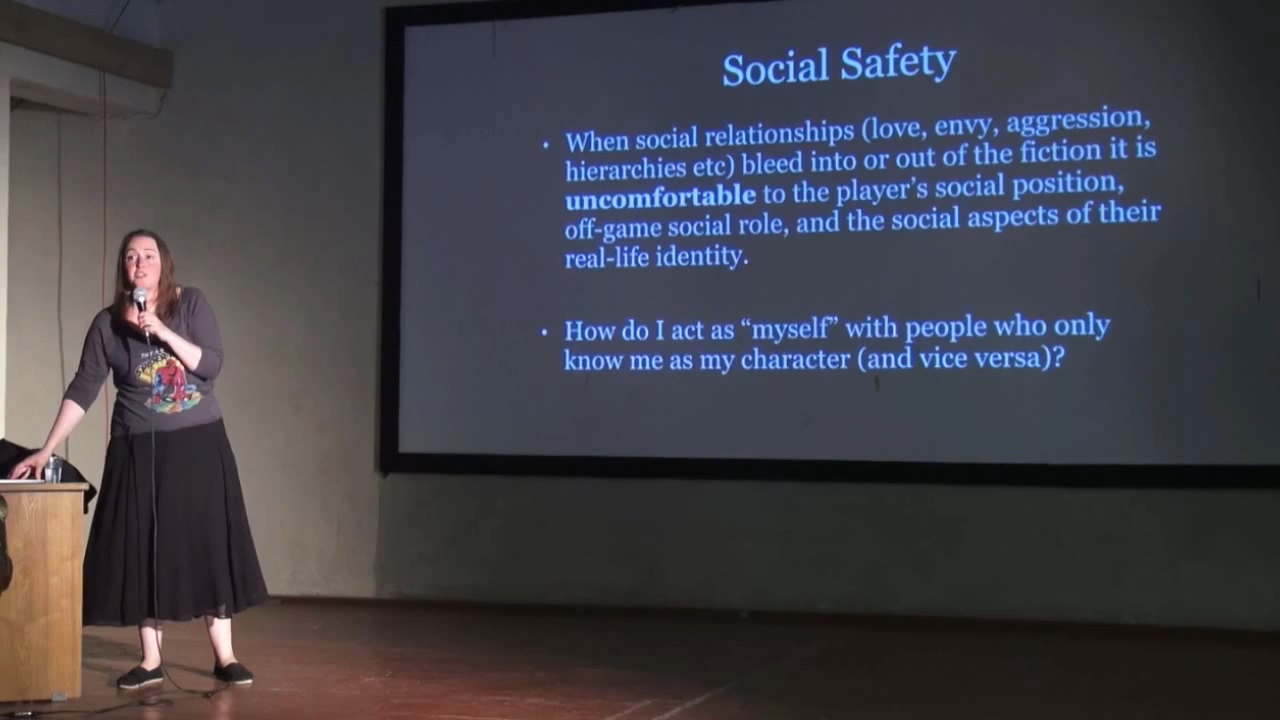 Social Safety
• When social relationships (love, envy, aggression,
hierarchies etc) bleed into or out of the fiction it is
uncomfortable to the player's social position,
off-game social role, and the social aspects of their
real-life identity.
• How do I act as “myself” with people who only
know me as my character (and vice versa)?